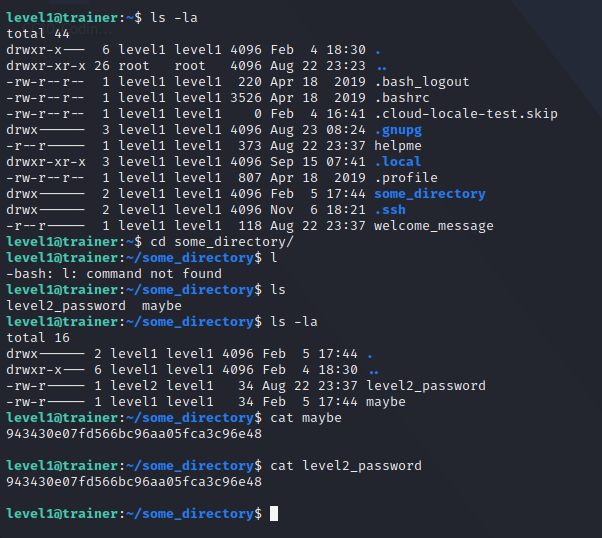 level1@trainer:~$ ls -la
total 44
drwxr-x--- 6 level1 level1 4096 Feb 4 18:30 .
drwxr-xr-x 26 root root 4096 Aug 22 23:23 ..
-rw-r--r-- 1 level1 level1 220 Apr 18 2019 .bash_logout
-rw-r--r-- 1 level1 level1 3526 Apr 18 2019 .bashrc
-rw-r--r-- 1 level1 level1 0 Feb 4 16:41 .cloud-locale-test.skip
drwx------ 3 level1 level1 4096 Aug 23 08:24 .gnupg
-r--r----- 1 level1 level1 373 Aug 22 23:37 helpme
drwxr-xr-x 3 level1 level1 4096 Sep 15 07:41 .local
-rw-r--r-- 1 level1 level1 807 Apr 18 2019 .profile
drwx------ 2 level1 level1 4096 Feb 5 17:44 some_directory
drwx------ 2 level1 level1 4096 Nov 6 18:21 .ssh
-r--r----- 1 level1 level1 118 Aug 22 23:37 welcome_message
level1@trainer:~$ cd some_directory/
level1@trainer:~/some_directory$ l
-bash: l: command not found
level1@trainer:~/some_directory$ ls
level2_password maybe
level1@trainer:~/some_directory$ ls -la
total 16
drwx------ 2 level1 level1 4096 Feb 5 17:44 .
drwxr-x--- 6 level1 level1 4096 Feb 4 18:30 ..
-rw-r----- 1 level2 level1 34 Aug 22 23:37 level2_password
-rw-r----- 1 level1 level1 34 Feb 5 17:44 maybe
level1@trainer:~/some_directory$ cat maybe
943430e07fd566bc96aa05fca3c96e48
level1@trainer:~/some_directory$ cat level2_password
943430e07fd566bc96aa05fca3c96e48
level1@trainer:~/some_directory$